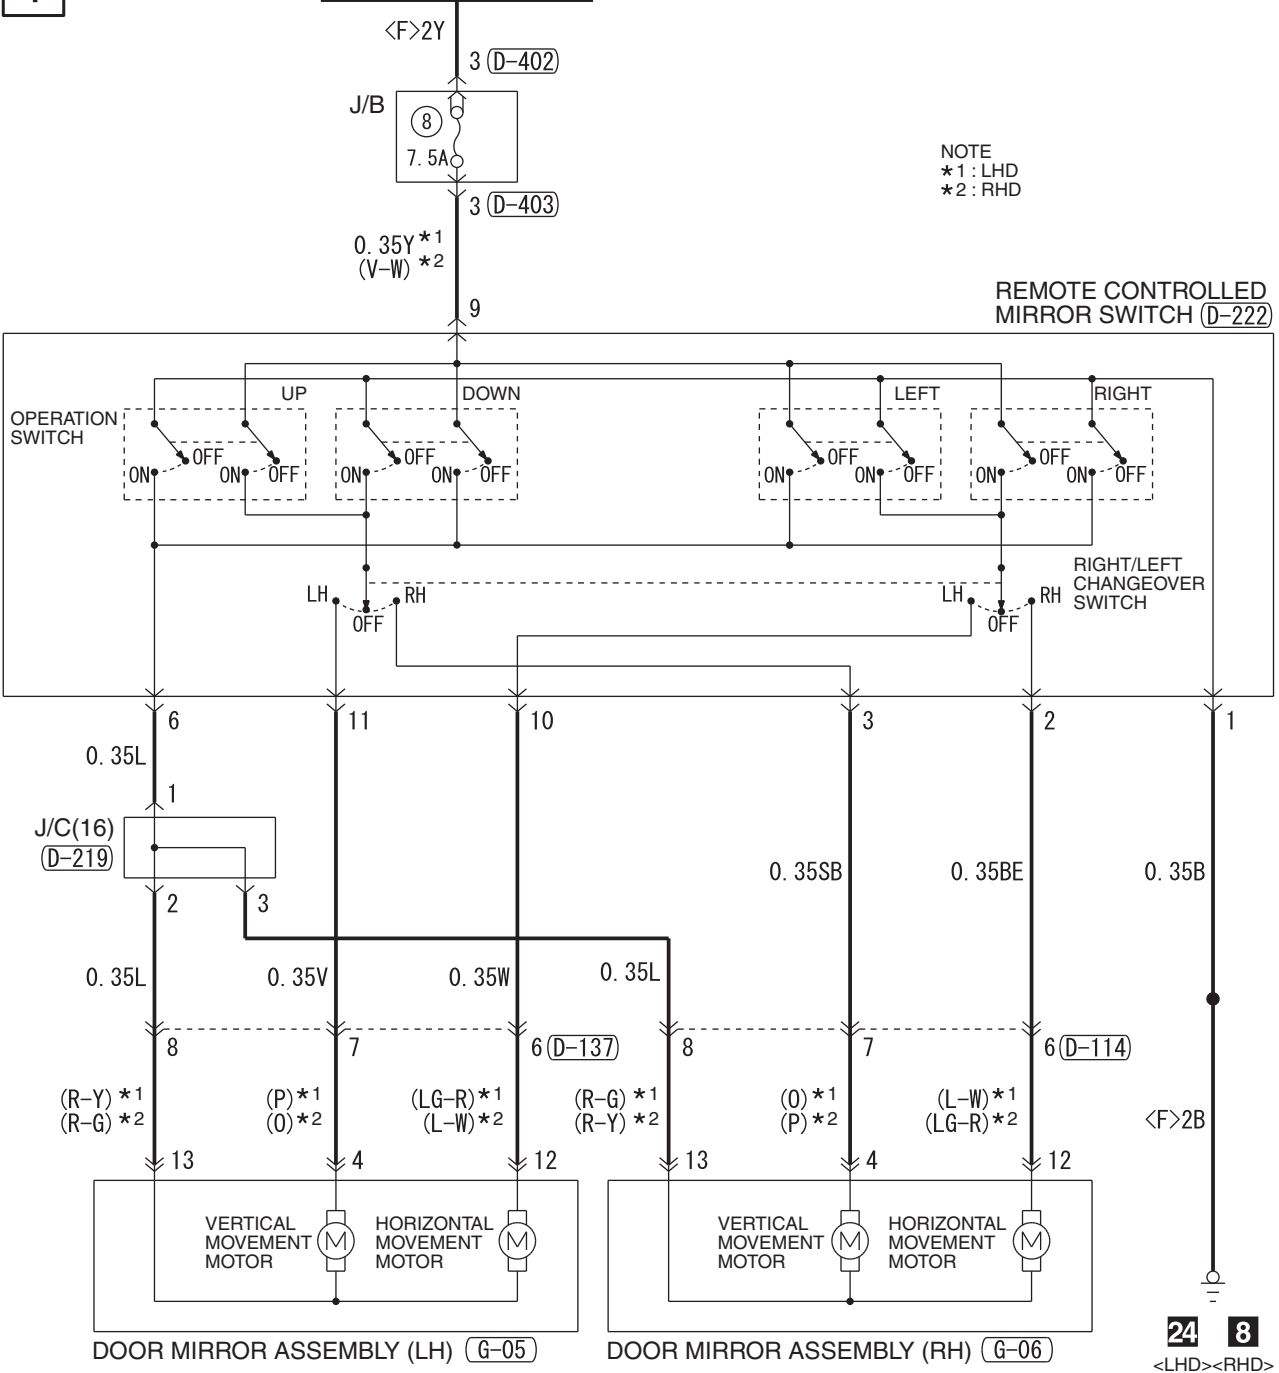 <F>2Y
3 (D-402)
J/B
8
7.5A
NOTE
*1 : LHD
*2 : RHD
3 (D-403)
0.35Y*1
(V-W) *2
9
REMOTE CONTROLLED
MIRROR SWITCH (D-222)
UP
DOWN
LEFT
RIGHT
OPERATION
SWITCH
OFF
ON
OFF
ON
OFF
ON
OFF
ON
OFF
ON
OFF
ON
OFF
ON
OFF
ON
RIGHT/LEFT
CHANGEOVER
SWITCH
LH
RH
OFF
LH
RH
OFF
6
11
10
3
2
1
0.35L
1
J/C(16)
(D-219)
2
3
0.35SB
0.35BE
0.35B
0.35L
0.35V
0.35W
0.35L
8
7
6 (D-137)
8
7
6 (D-114)
(R-Y) *1
(R-G) *2
(P)*1
(O)*2
(LG-R)*1
(L-W)*2
(R-G) *1
(R-Y) *2
(O)*1
(P)*2
(L-W)*1
(LG-R)*2
<F>2B
13
4
12
13
4
12
VERTICAL
MOVEMENT
MOTOR
M
HORIZONTAL
MOVEMENT
MOTOR
M
VERTICAL
MOVEMENT
MOTOR
M
HORIZONTAL
MOVEMENT
MOTOR
M
DOOR MIRROR ASSEMBLY (LH) (G-05)
DOOR MIRROR ASSEMBLY (RH) (G-06)
24 8
<LHD><RHD>